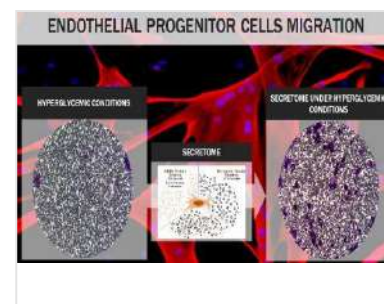 ENDOTHELIAL PROGENITOR CELLS MIGRATION
HYPERGLYCEMIC CONDITIONS
SECRETOME UNDER HYPERGLYCEMIC
CONDITIONS
SECRETOME